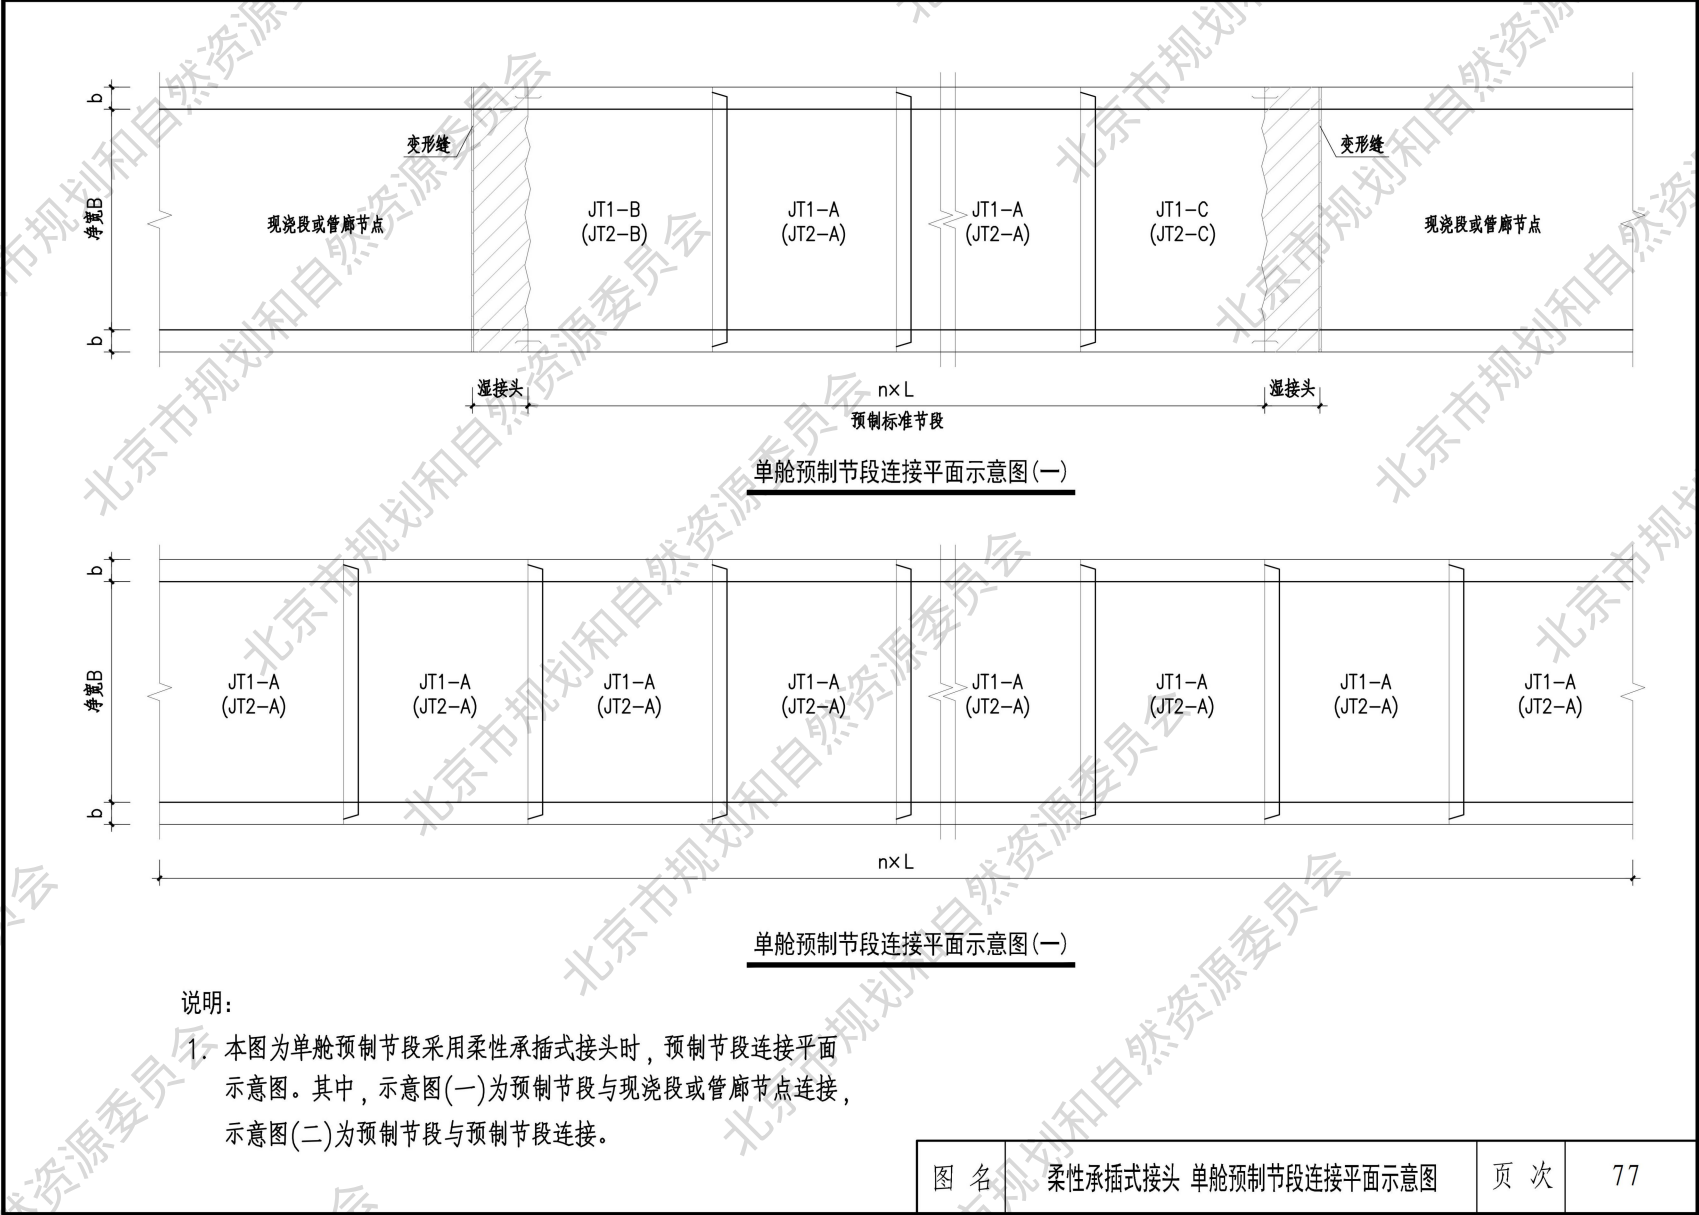 b
变形缝
变形缝
净宽B
现浇段或管廊节点
JT1-B
(JT2-B)
JT1-A
(JT2-A)
JT1-A
(JT2-A)
JT1-C
(JT2-C)
现浇段或管廊节点
b
湿接头
n×L
湿接头
预制标准节段
单舱预制节段连接平面示意图(一)
b
净宽B
JT1-A
(JT2-A)
JT1-A
(JT2-A)
JT1-A
(JT2-A)
JT1-A
(JT2-A)
JT1-A
(JT2-A)
JT1-A
(JT2-A)
JT1-A
(JT2-A)
JT1-A
(JT2-A)
b
n×L
单舱预制节段连接平面示意图(一)
说明:
1. 本图为单舱预制节段采用柔性承插式接头时,预制节段连接平面
示意图。其中,示意图(一)为预制节段与现浇段或管廊节点连接,
示意图(二)为预制节段与预制节段连接。
图 名 柔性承插式接头 单舱预制节段连接平面示意图 页 次 77
北京市规划和自然资源委员会